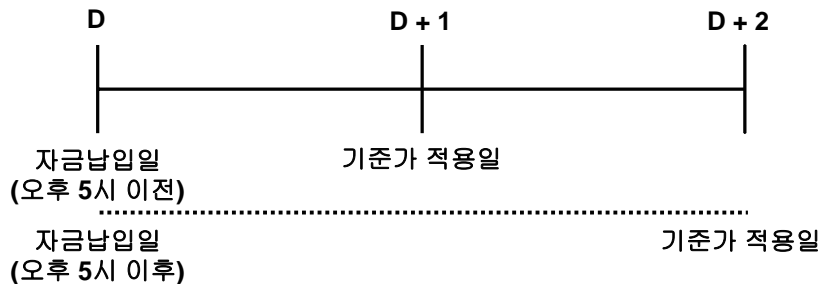 D D + 1 D + 2
자금납입일 기준가 적용일
(오후 5시 이전)
자금납입일 기준가 적용일
(오후 5시 이후)